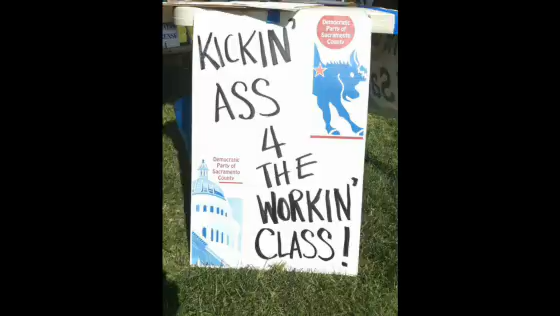 KICKIN'
ASS
4
THE
WORKIN'
CLASS!
Democratic
Party of
Sacramento
County
Democratic
Party of
Sacramento
County